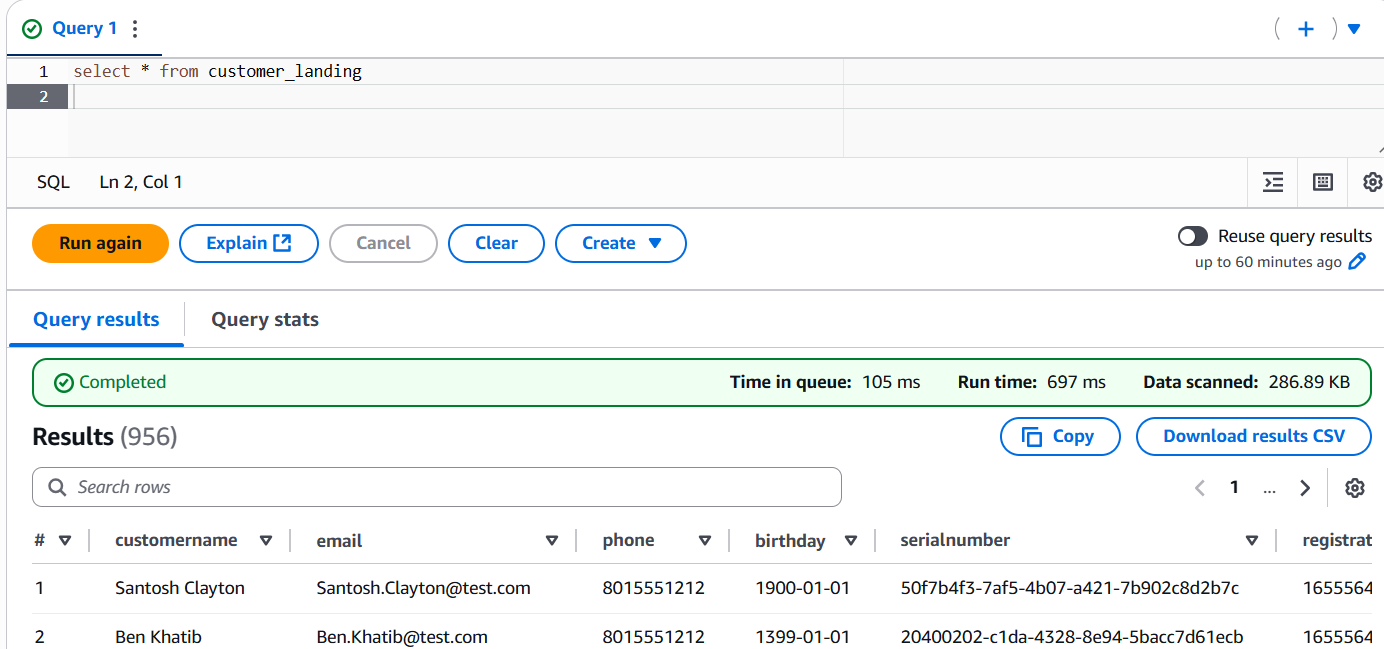 Query 1
1 select * from customer_landing
2
SQL Ln 2, Col 1
Run again Explain Cancel Clear Create Reuse query results
up to 60 minutes ago
Query results Query stats
Completed Time in queue: 105 ms Run time: 697 ms Data scanned: 286.89 KB
Results (956) Copy Download results CSV
Search rows 1 ...
# customername email phone birthday serialnumber registrat
1 Santosh Clayton Santosh.Clayton@test.com 8015551212 1900-01-01 50f7b4f3-7af5-4b07-a421-7b902c8d2b7c 1655564
2 Ben Khatib Ben.Khatib@test.com 8015551212 1399-01-01 20400202-c1da-4328-8e94-5bacc7d61ecb 1655564